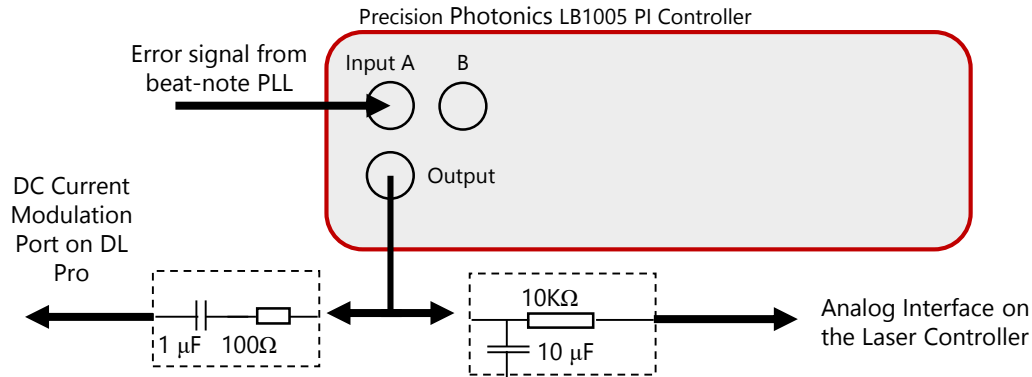 Precision Photonics LB1005 PI Controller
Error signal from
beat-note PLL
Input A
B
Output
DC Current
Modulation
Port on DL
Pro
1 μF
100Ω
10KΩ
10 μF
Analog Interface on
the Laser Controller